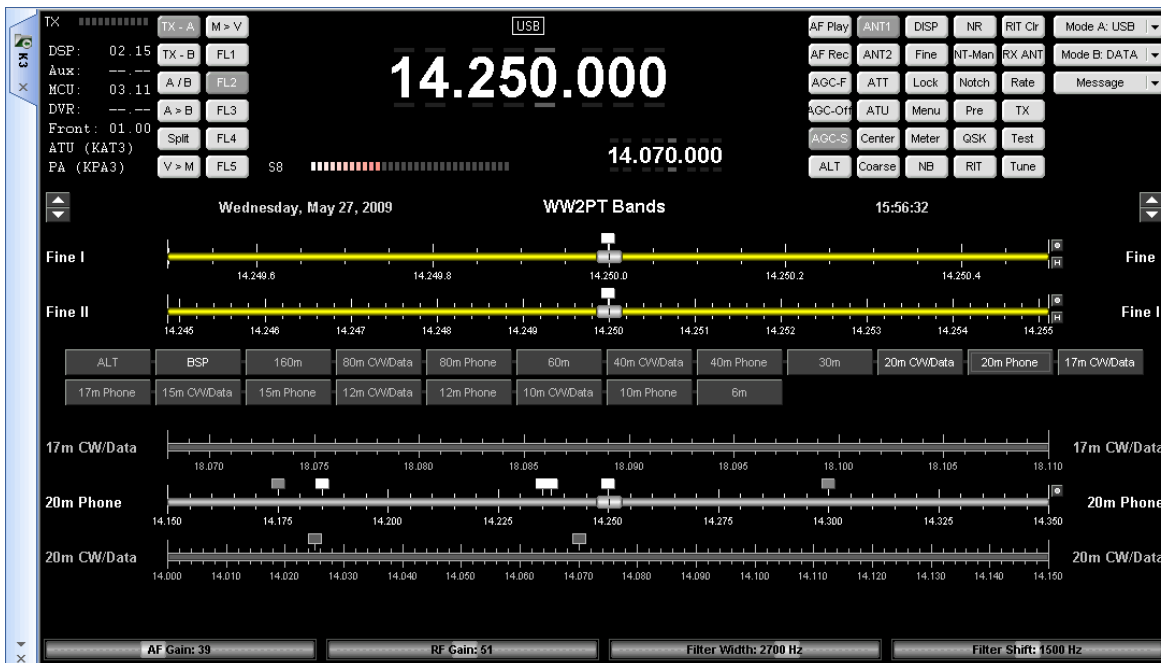 K3
TX
DSP: 02.15
Aux: --.--
MCU: 03.11
DVR: --.--
Front: 01.00
ATU (KAT3)
PA (KPA3)
TX - A M > V
TX - B FL1
A / B FL2
A > B FL3
Split FL4
V > M FL5
USB
14.250.000
14.070.000
S8
AF Play ANT1 DISP NR RIT Clr Mode A: USB
AF Rec ANT2 Fine NT-Man RX ANT Mode B: DATA
AGC-F ATT Lock Notch Rate Message
AGC-Off ATU Menu Pre TX
AGC-S Center Meter QSK Test
ALT Coarse NB RIT Tune
Wednesday, May 27, 2009 WW2PT Bands 15:56:32
Fine I Fine
14.249.6 14.249.8 14.250.0 14.250.2 14.250.4
Fine II Fine I
14.245 14.246 14.247 14.248 14.249 14.250 14.251 14.252 14.253 14.254 14.255
ALT BSP 160m 80m CW/Data 80m Phone 60m 40m CW/Data 40m Phone 30m 20m CW/Data 20m Phone 17m CW/Data
17m Phone 15m CW/Data 15m Phone 12m CW/Data 12m Phone 10m CW/Data 10m Phone 6m
17m CW/Data 17m CW/Data
18.070 18.075 18.080 18.085 18.090 18.095 18.100 18.105 18.110
20m Phone 20m Phone
14.150 14.175 14.200 14.225 14.250 14.275 14.300 14.325 14.350
20m CW/Data 20m CW/Data
14.000 14.010 14.020 14.030 14.040 14.050 14.060 14.070 14.080 14.090 14.100 14.110 14.120 14.130 14.140 14.150
AF Gain: 39 RF Gain: 51 Filter Width: 2700 Hz Filter Shift: 1500 Hz